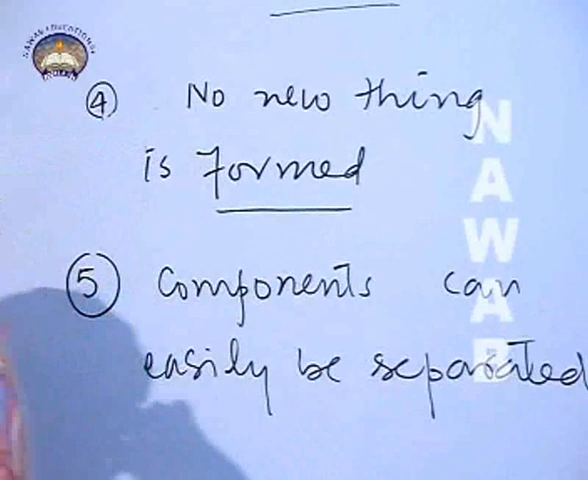 ④ No new thing
is formed
⑤ Components can
easily be separated
NAWAB